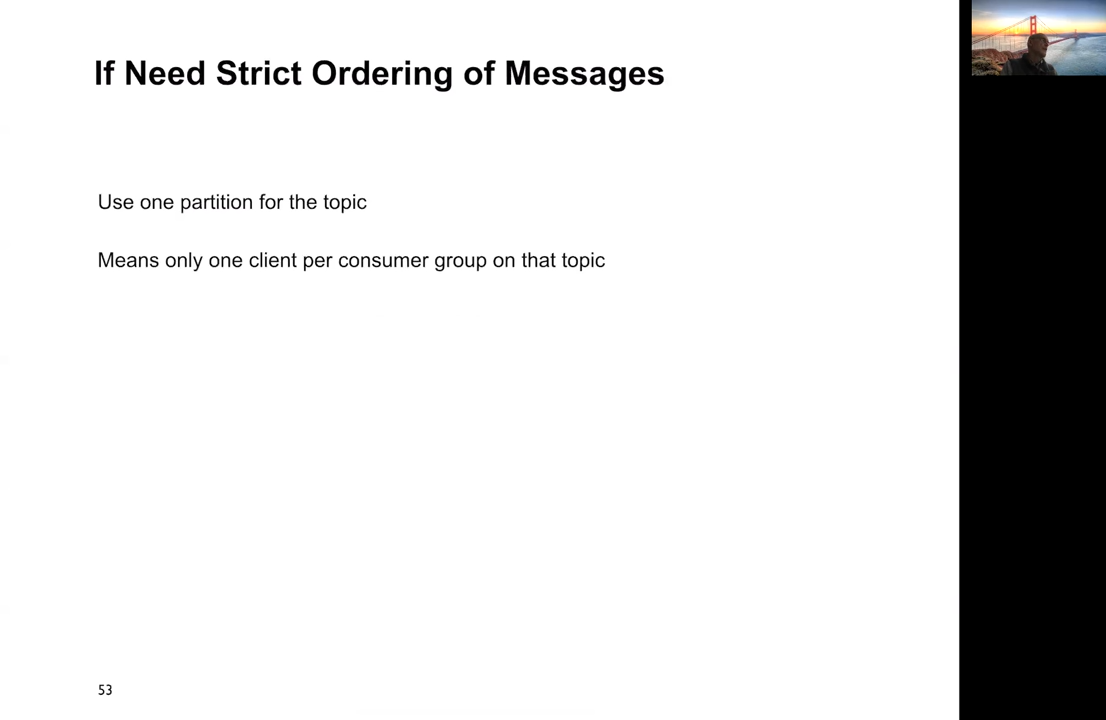 If Need Strict Ordering of Messages
Use one partition for the topic
Means only one client per consumer group on that topic
53